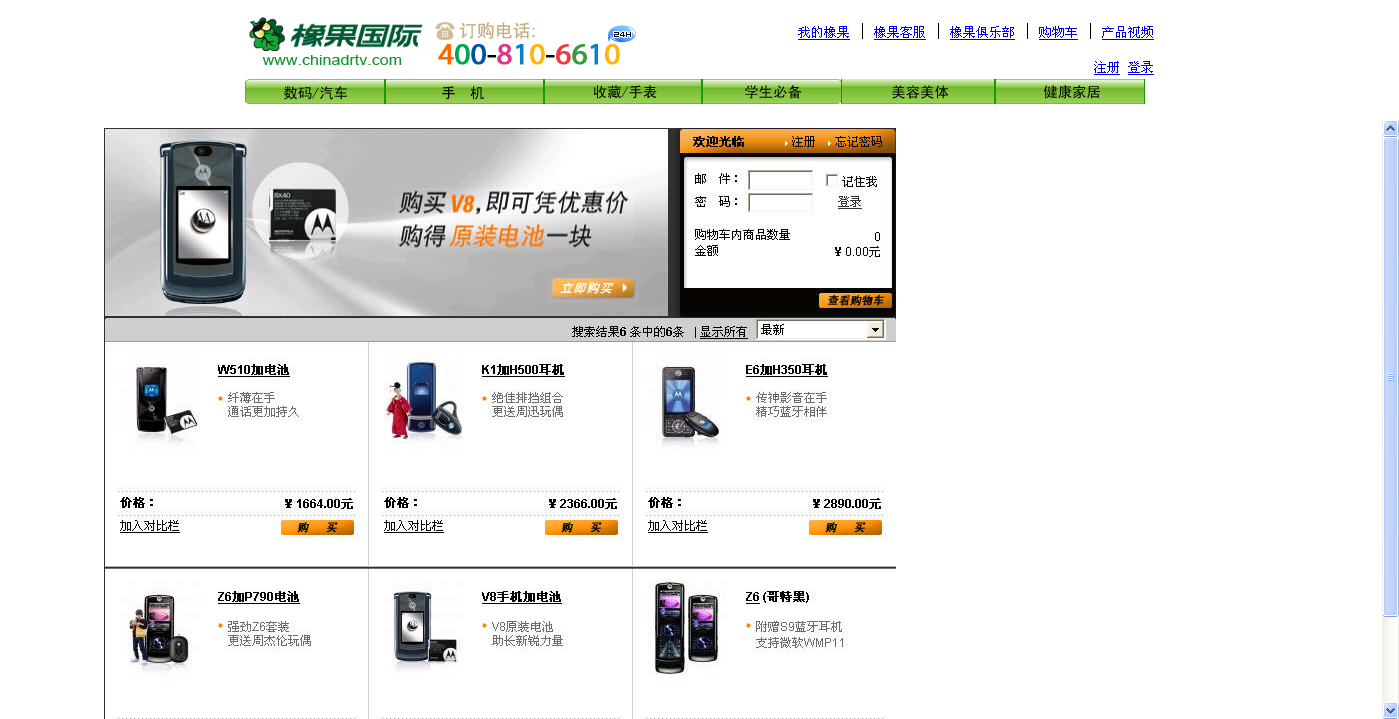 橡果国际
www.chinadrtv.com
订购电话:
24H
400-810-6610
我的橡果 | 橡果客服 | 橡果俱乐部 | 购物车 | 产品视频
注册 登录
数码/汽车 手 机 收藏/手表 学生必备 美容美体 健康家居
购买 V8, 即可凭优惠价
购得 原装电池一块
立即购买
BX40
欢迎光临 注册 忘记密码
邮 件： 记住我
密 码： 登录
购物车内商品数量 0
金额 ¥ 0.00元
查看购物车
搜索结果6 条中的6条 | 显示所有 最新
W510加电池
纤薄在手
通话更加持久
价格： ¥ 1664.00元
加入对比栏 购 买
K1加H500耳机
绝佳排挡组合
更送周迅玩偶
价格： ¥ 2366.00元
加入对比栏 购 买
E6加H350耳机
传神影音在手
精巧蓝牙相伴
价格： ¥ 2890.00元
加入对比栏 购 买
Z6加P790电池
强劲Z6套装
更送周杰伦玩偶
V8手机加电池
V8原装电池
助长新锐力量
Z6 (哥特黑)
附赠S9蓝牙耳机
支持微软WMP11